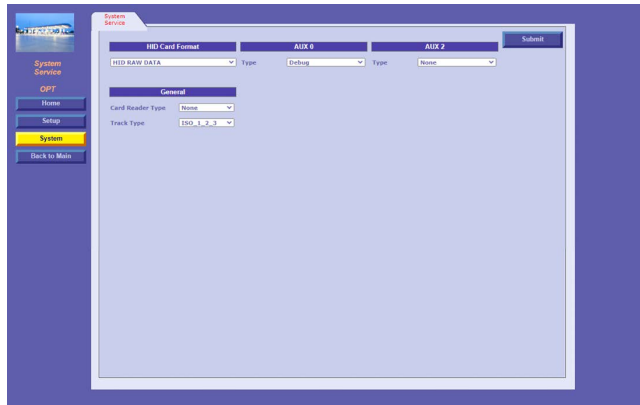 System
Service
Submit
HID Card Format
AUX 0
AUX 2
HID RAW DATA
Type
Debug
Type
None
System
Service
OPT
Home
Setup
System
Back to Main
General
Card Reader Type
None
Track Type
ISO_1_2_3